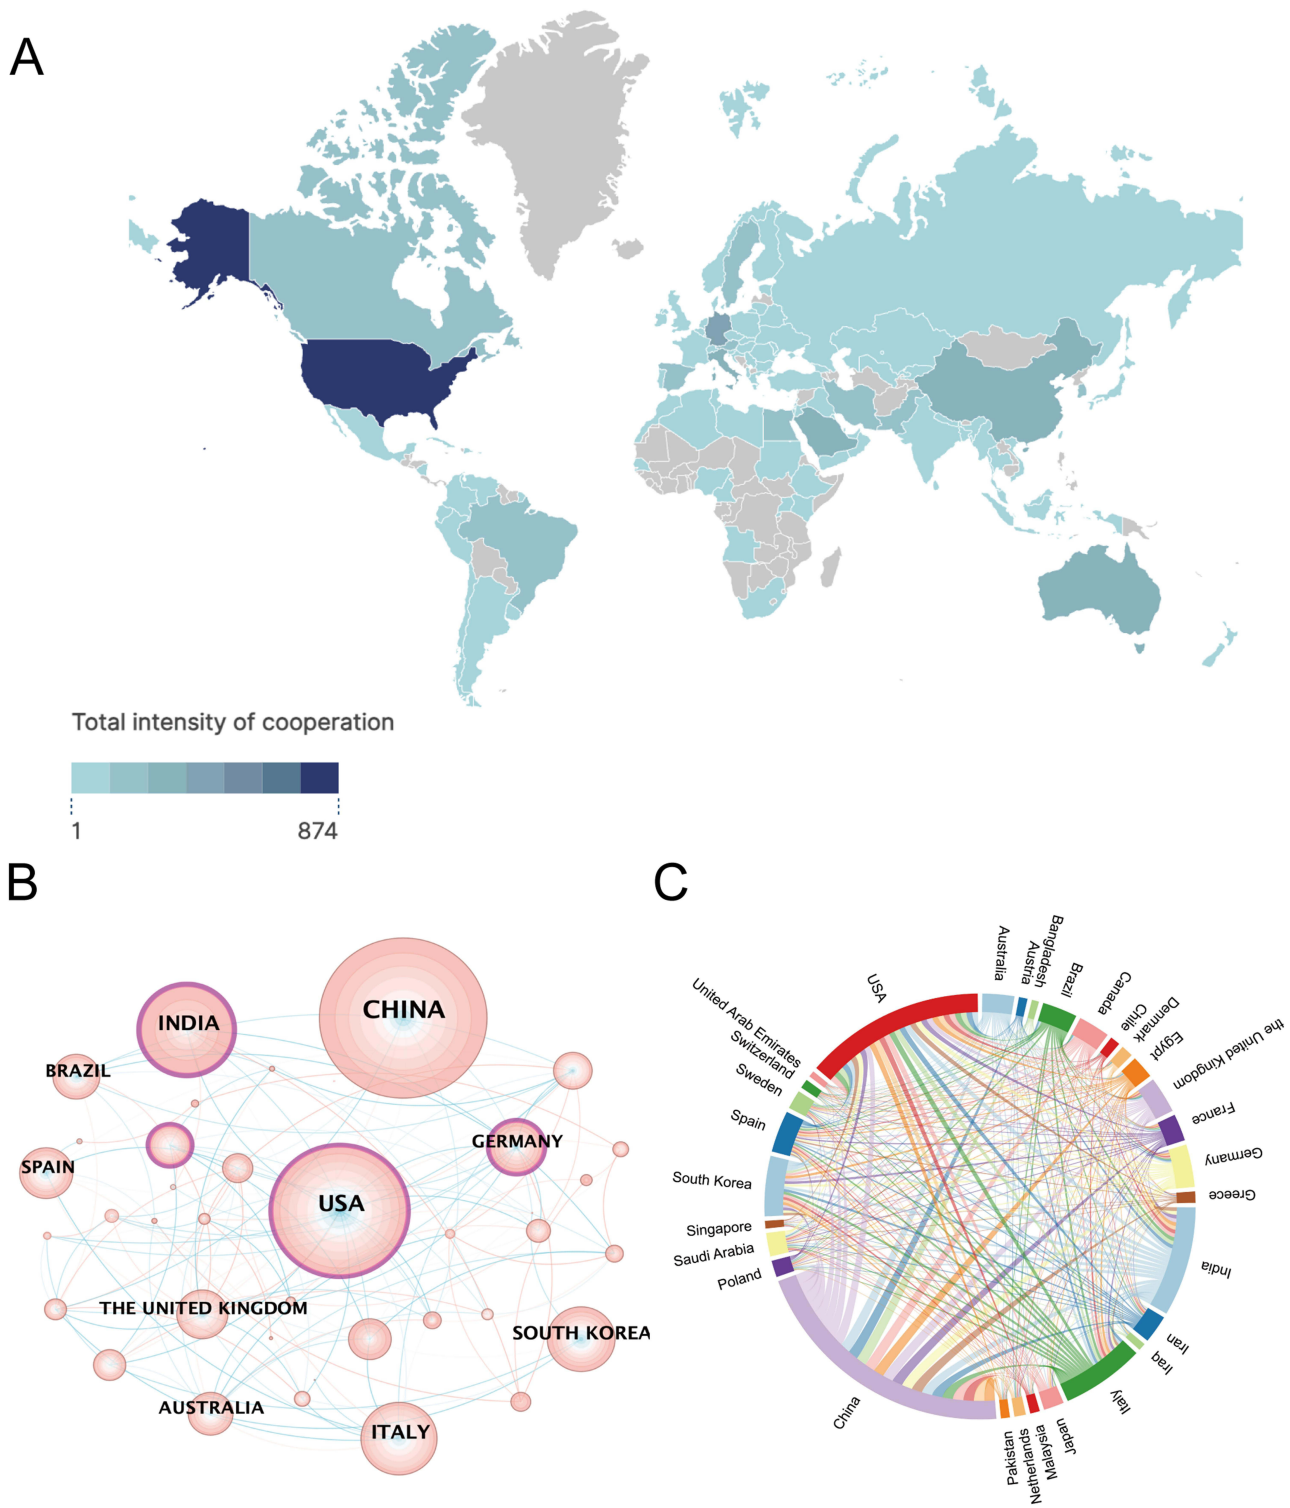 A
Total intensity of cooperation
1
874
B
CHINA
INDIA
BRAZIL
GERMANY
SPAIN
USA
THE UNITED KINGDOM
SOUTH KOREA
AUSTRALIA
ITALY
C
USA
Australia
Austria
Bangladesh
Brazil
Canada
Chile
Denmark
Egypt
the United Kingdom
France
Germany
Greece
India
Iran
Iraq
Italy
Japan
Malaysia
Netherlands
Pakistan
China
Poland
Saudi Arabia
Singapore
South Korea
Spain
Sweden
Switzerland
United Arab Emirates